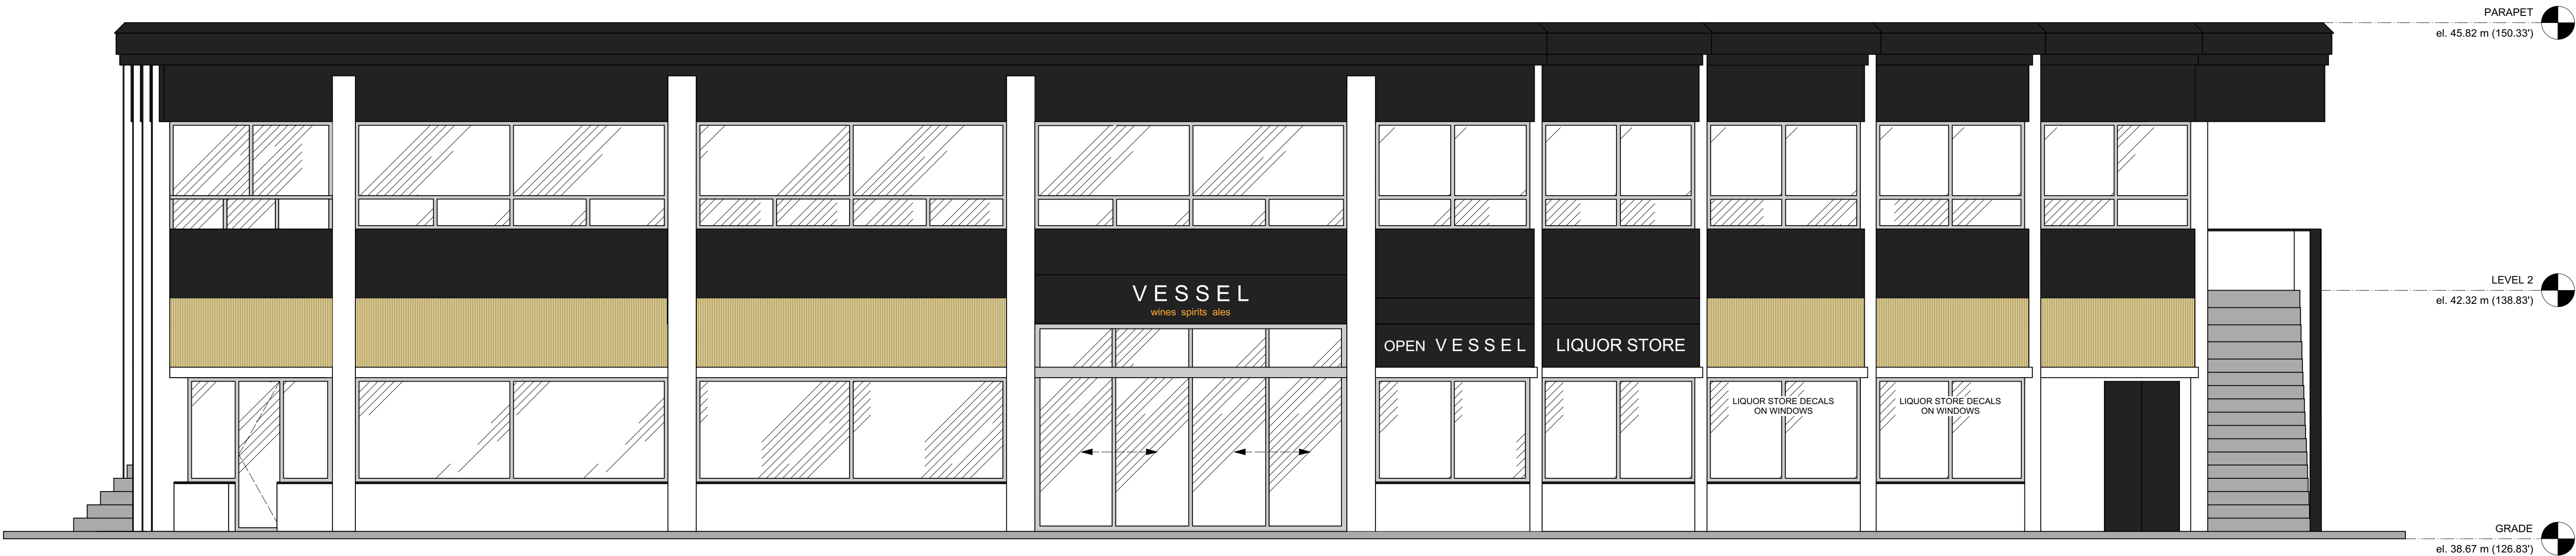 PARAPET
el. 45.82 m (150.33')
VESSEL
wines spirits ales
LEVEL 2
el. 42.32 m (138.83')
OPEN VESSEL
LIQUOR STORE
LIQUOR STORE DECALS
ON WINDOWS
LIQUOR STORE DECALS
ON WINDOWS
GRADE
el. 38.67 m (126.83')